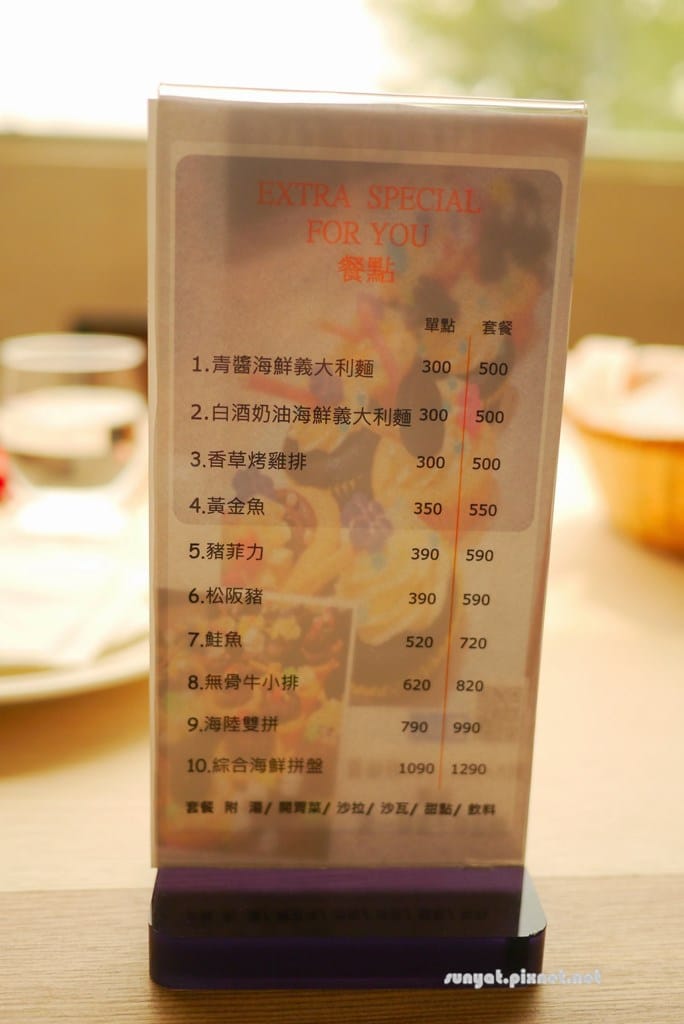 EXTRA SPECIAL
FOR YOU
餐點
單點 套餐
1.青醬海鮮義大利麵 300 500
2.白酒奶油海鮮義大利麵 300 500
3.香草烤雞排 300 500
4.黃金魚 350 550
5.豬菲力 390 590
6.松阪豬 390 590
7.鮭魚 520 720
8.無骨牛小排 620 820
9.海陸雙拼 790 990
10.綜合海鮮拼盤 1090 1290
套餐 附 湯/ 開胃菜/ 沙拉/ 沙瓦/ 甜點/ 飲料
sunyat.pixnet.net